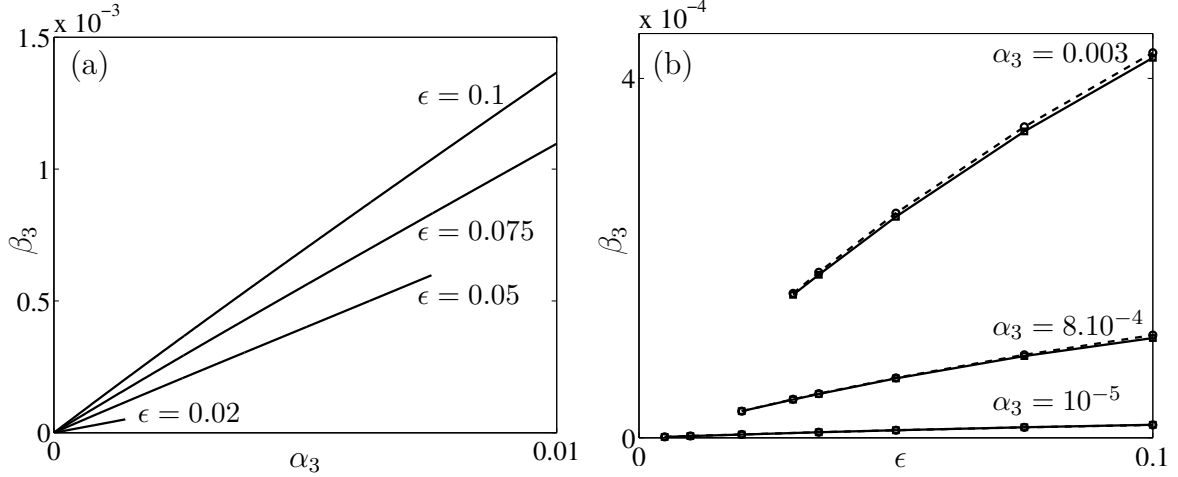 x 10⁻³
1.5
(a)
ϵ = 0.1
1
ϵ = 0.075
β₃
ϵ = 0.05
0.5
ϵ = 0.02
0
0
α₃
0.01
x 10⁻⁴
(b)
α₃ = 0.003
4
β₃
α₃ = 8.10⁻⁴
α₃ = 10⁻⁵
0
0
ϵ
0.1